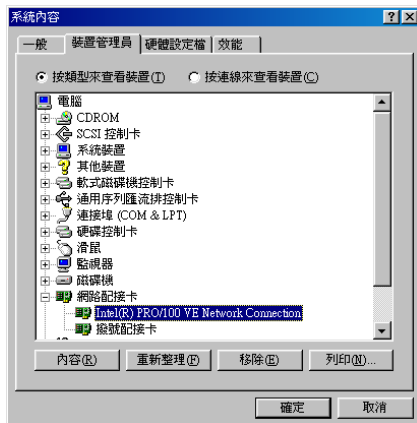 系統內容
一般 裝置管理員 硬體設定檔 效能
按類型來查看裝置(T) 按連線來查看裝置(C)
電腦
CDROM
SCSI 控制卡
系統裝置
其他裝置
軟式磁碟機控制卡
通用序列匯流排控制卡
連接埠 (COM & LPT)
硬碟控制卡
滑鼠
監視器
磁碟機
網路配接卡
Intel(R) PRO/100 VE Network Connection
撥號配接卡
內容(R) 重新整理(F) 移除(E) 列印(N)...
確定 取消